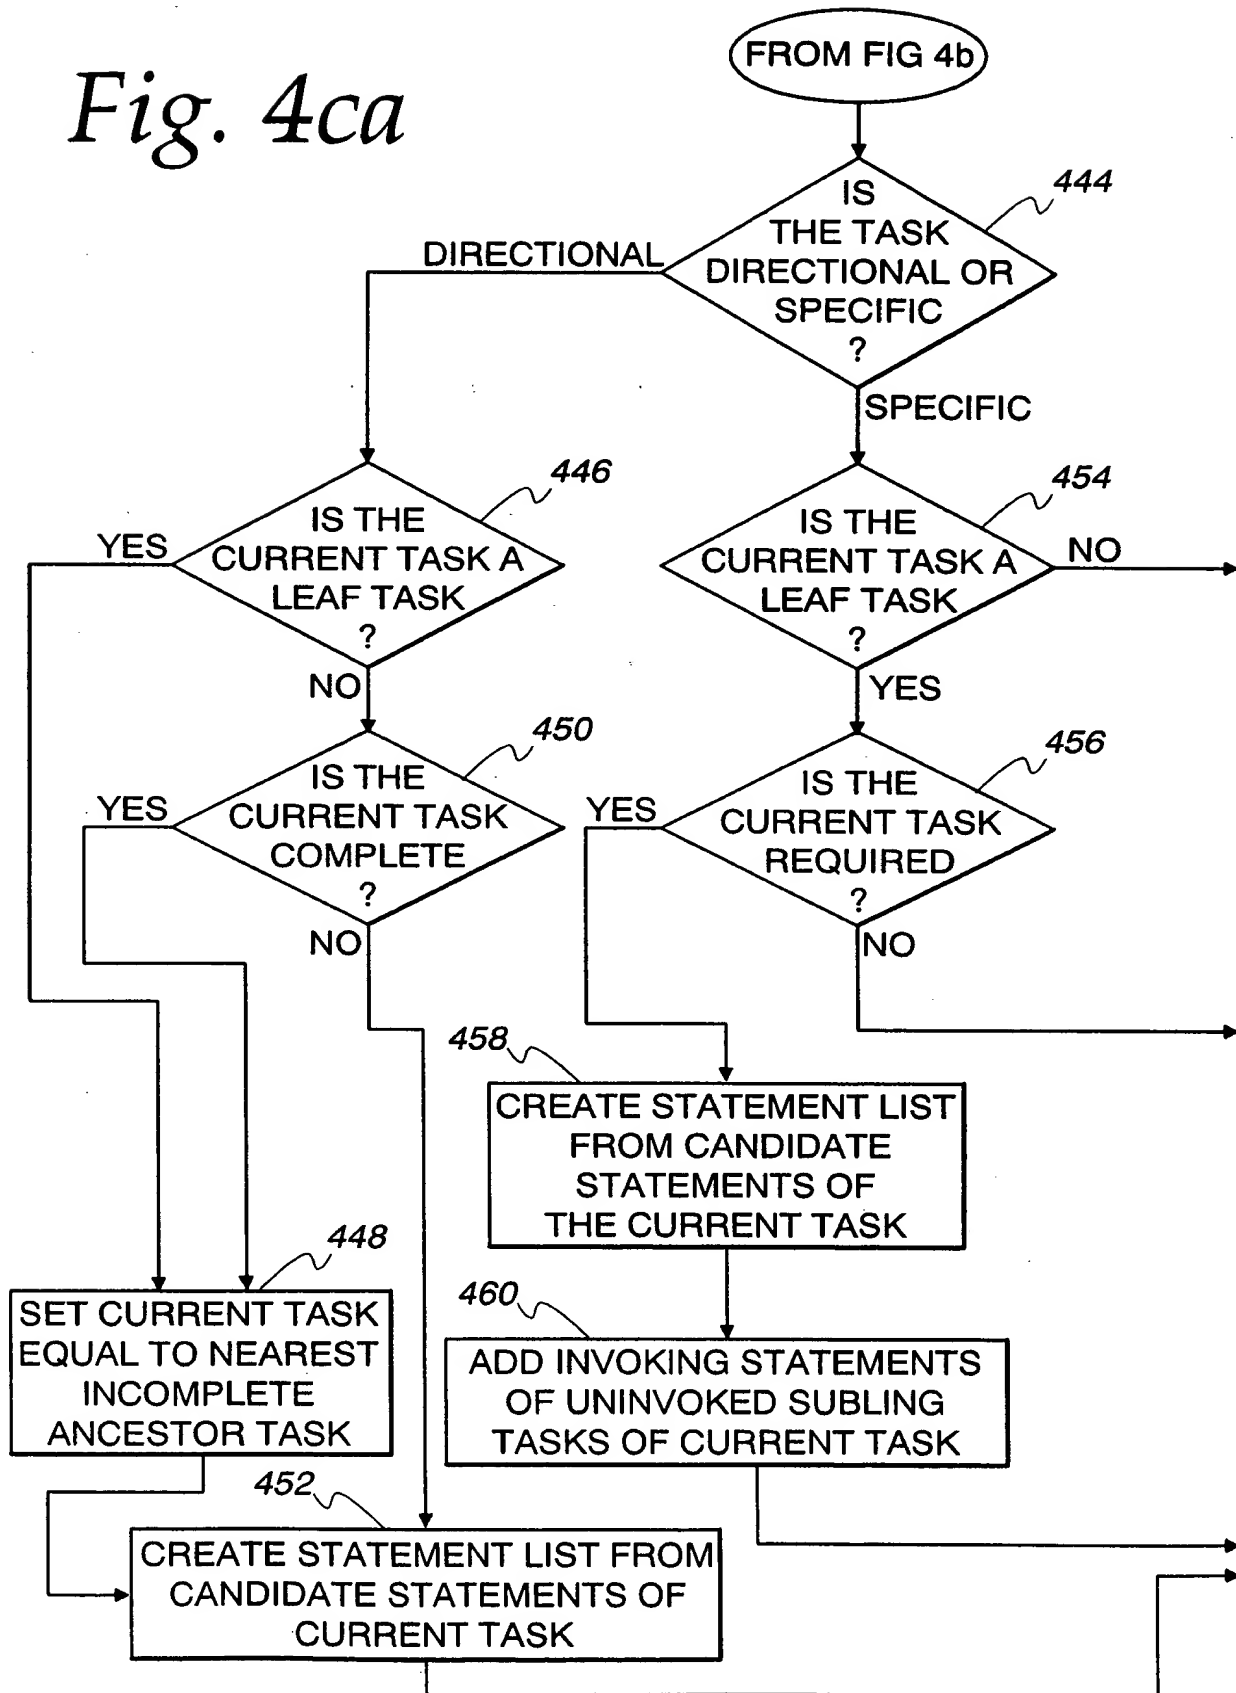 Fig. 4ca
FROM FIG 4b
444
IS
THE TASK
DIRECTIONAL OR
SPECIFIC
?
DIRECTIONAL
SPECIFIC
446
IS THE
CURRENT TASK A
LEAF TASK
?
YES
NO
454
IS THE
CURRENT TASK A
LEAF TASK
?
NO
YES
450
IS THE
CURRENT TASK
COMPLETE
?
YES
NO
456
IS THE
CURRENT TASK
REQUIRED
?
YES
NO
458
CREATE STATEMENT LIST
FROM CANDIDATE
STATEMENTS OF
THE CURRENT TASK
448
SET CURRENT TASK
EQUAL TO NEAREST
INCOMPLETE
ANCESTOR TASK
460
ADD INVOKING STATEMENTS
OF UNINVOKED SUBLING
TASKS OF CURRENT TASK
452
CREATE STATEMENT LIST FROM
CANDIDATE STATEMENTS OF
CURRENT TASK